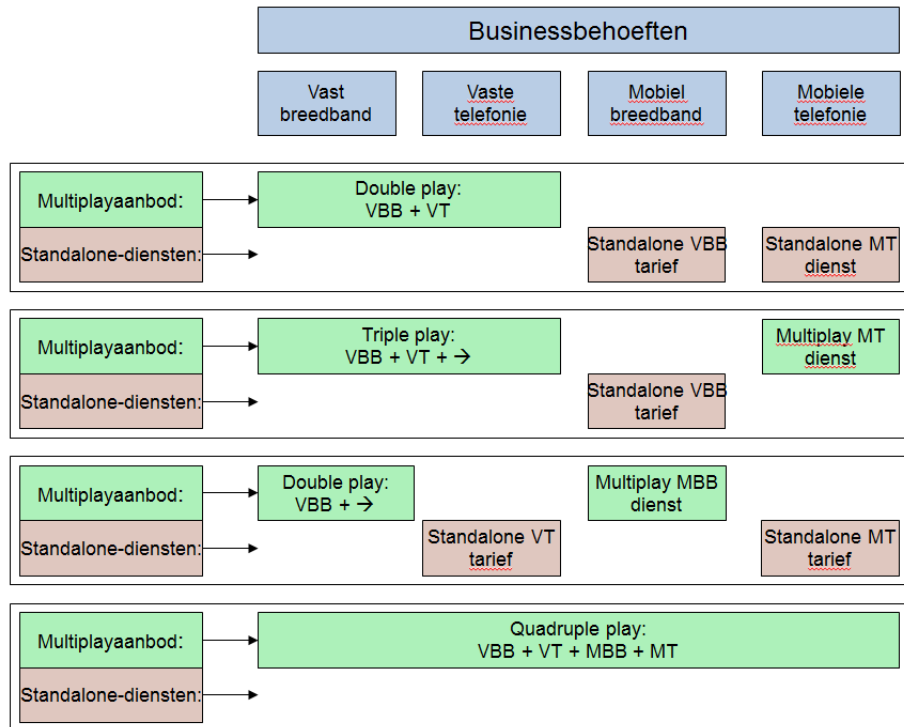 Businessbehoeften
Vast
breedband
Vaste
telefonie
Mobiel
breedband
Mobiele
telefonie
Multiplayaanbod:
Double play:
VBB + VT
Standalone-diensten:
Standalone VBB
tarief
Standalone MT
dienst
Multiplayaanbod:
Triple play:
VBB + VT + →
Multiplay MT
dienst
Standalone-diensten:
Standalone VBB
tarief
Multiplayaanbod:
Double play:
VBB + →
Multiplay MBB
dienst
Standalone-diensten:
Standalone VT
tarief
Standalone MT
tarief
Multiplayaanbod:
Quadruple play:
VBB + VT + MBB + MT
Standalone-diensten: